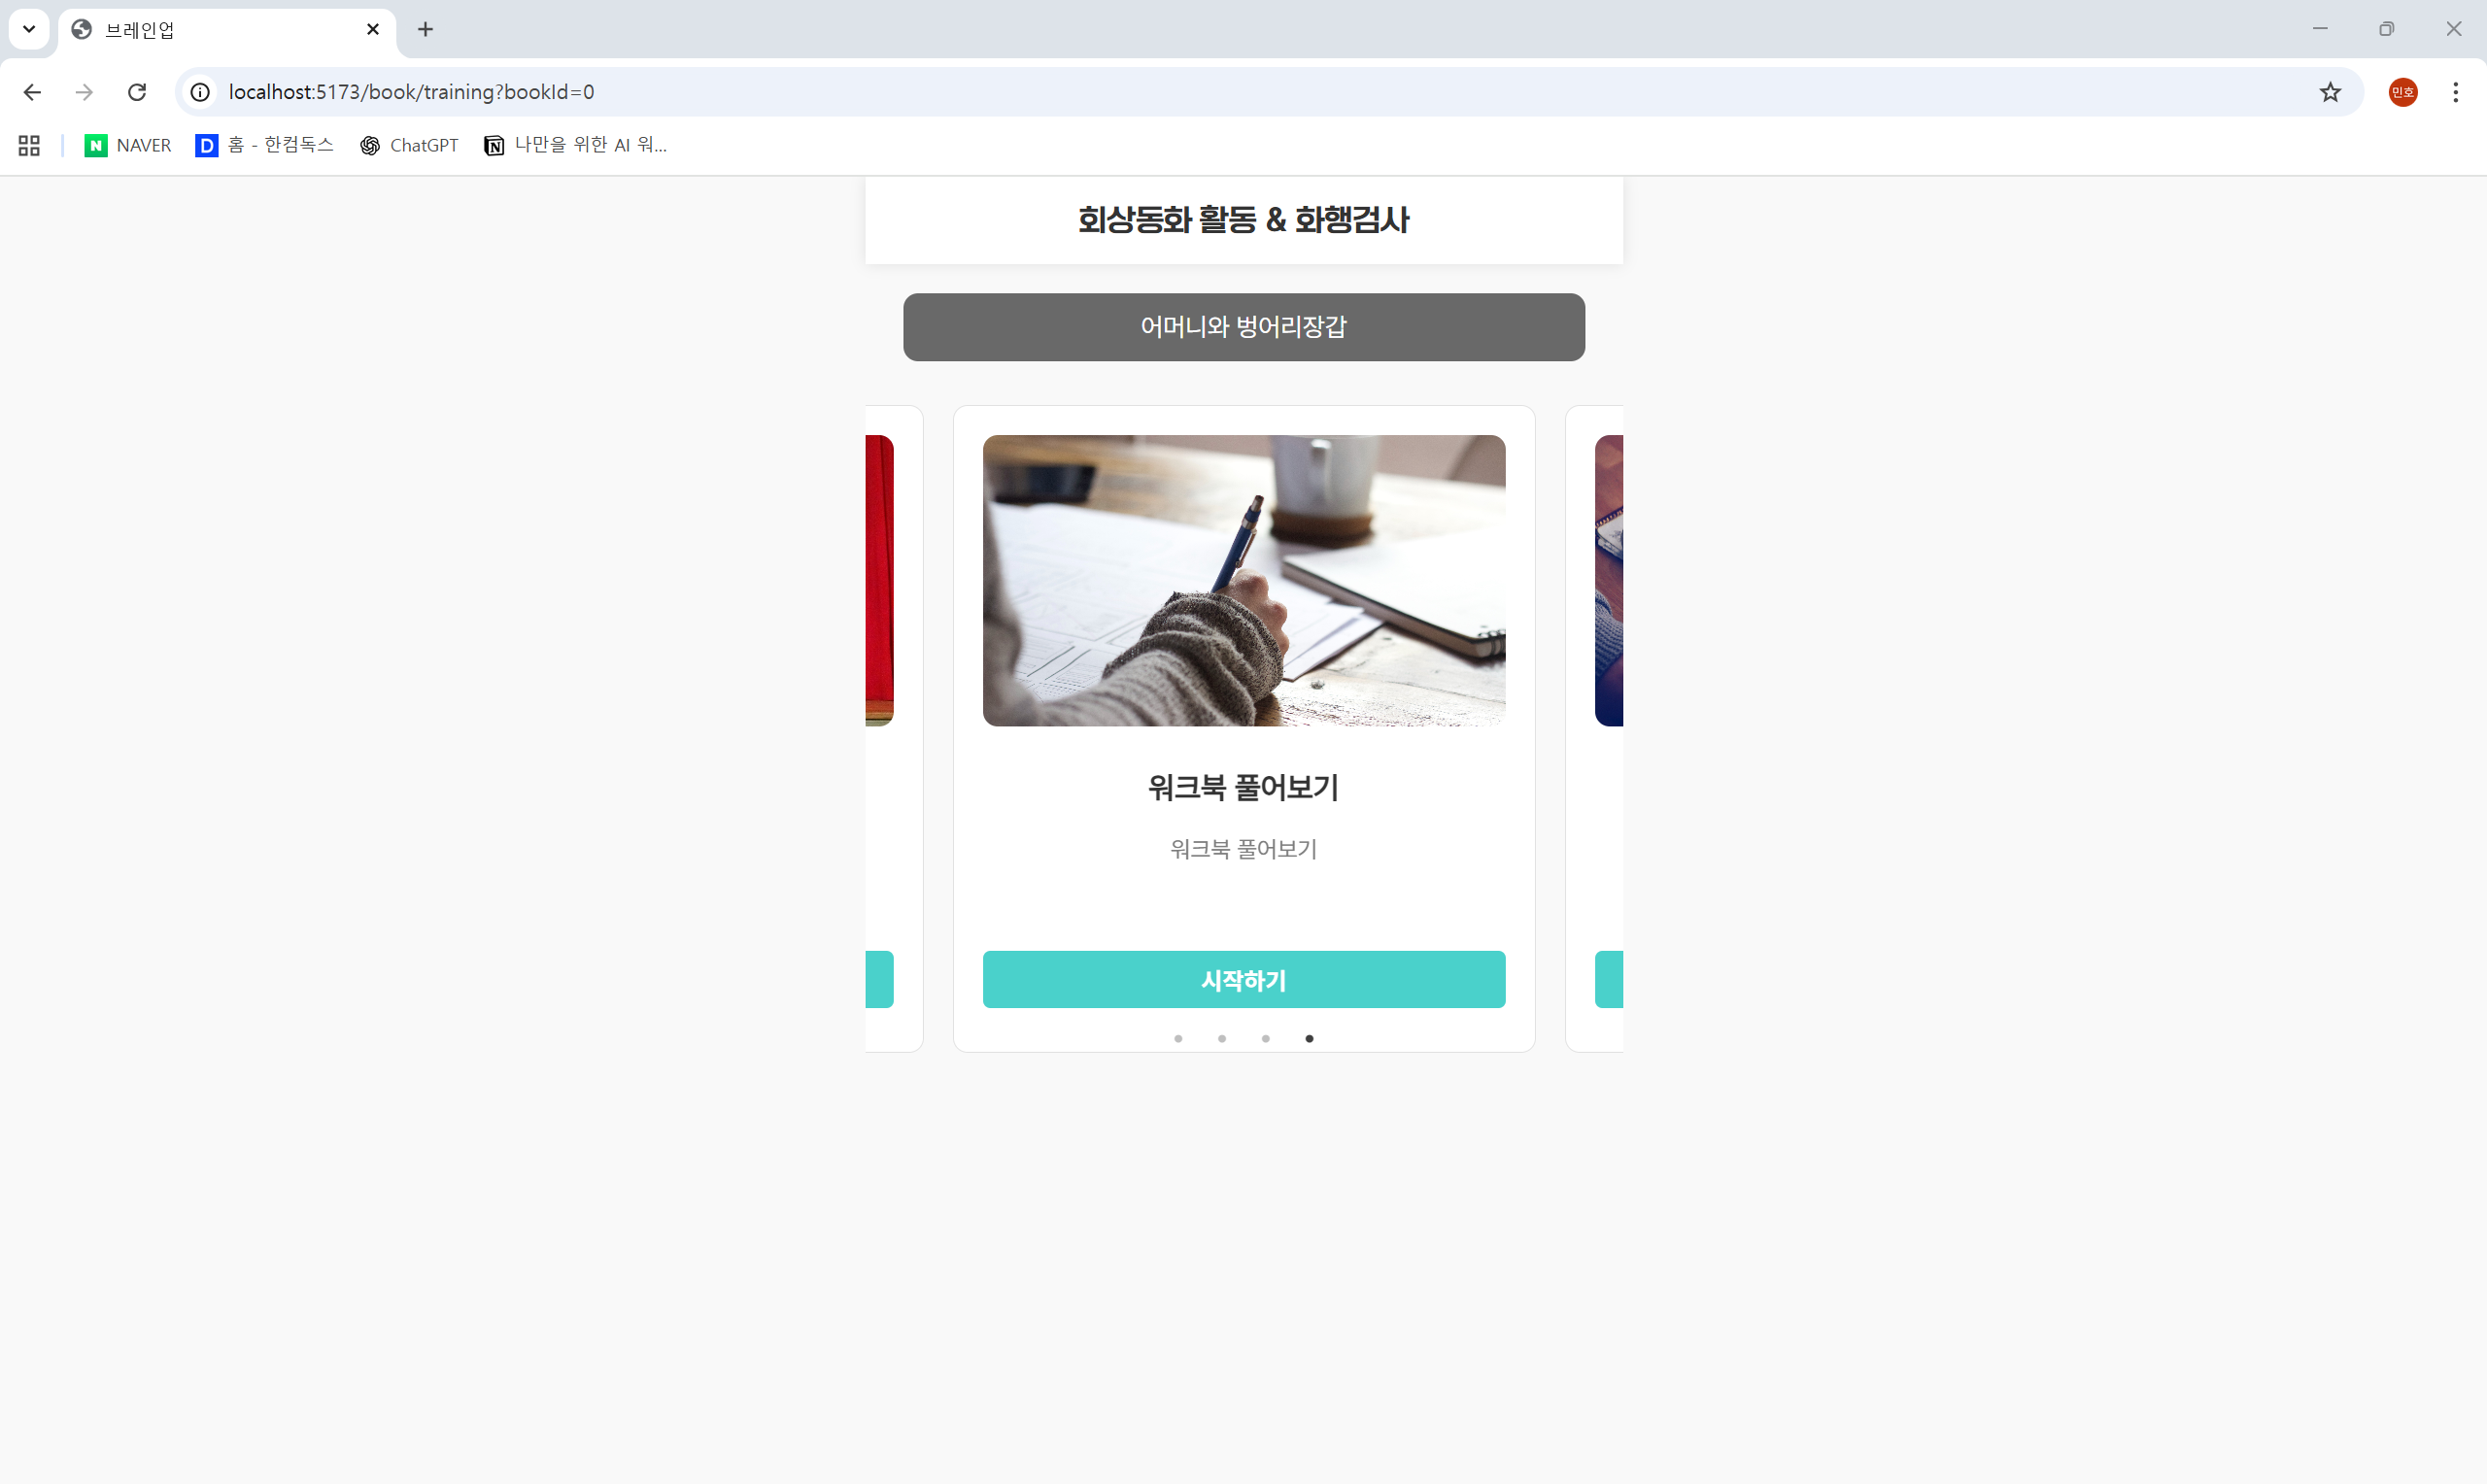 브레인업
localhost:5173/book/training?bookId=0
민호
NAVER
홈 - 한컴독스
ChatGPT
나만을 위한 AI 워...
회상동화 활동 & 화행검사
어머니와 벙어리장갑
워크북 풀어보기
워크북 풀어보기
시작하기